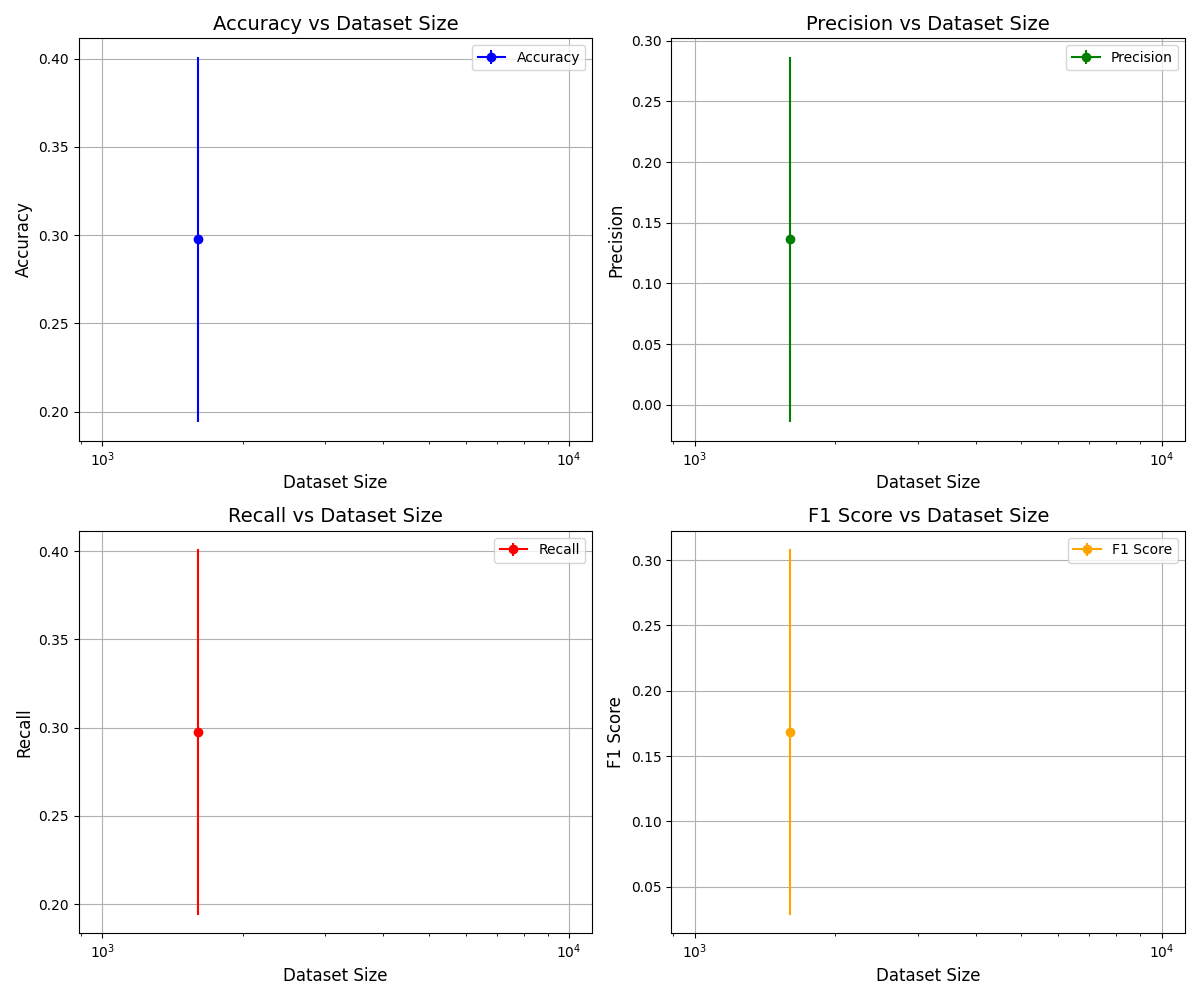 Accuracy vs Dataset Size
Accuracy
0.40
0.35
0.30
0.25
0.20
Accuracy
10³
10⁴
Dataset Size
Precision vs Dataset Size
Precision
0.30
0.25
0.20
0.15
0.10
0.05
0.00
Precision
10³
10⁴
Dataset Size
Recall vs Dataset Size
Recall
0.40
0.35
0.30
0.25
0.20
Recall
10³
10⁴
Dataset Size
F1 Score vs Dataset Size
F1 Score
0.30
0.25
0.20
0.15
0.10
0.05
F1 Score
10³
10⁴
Dataset Size